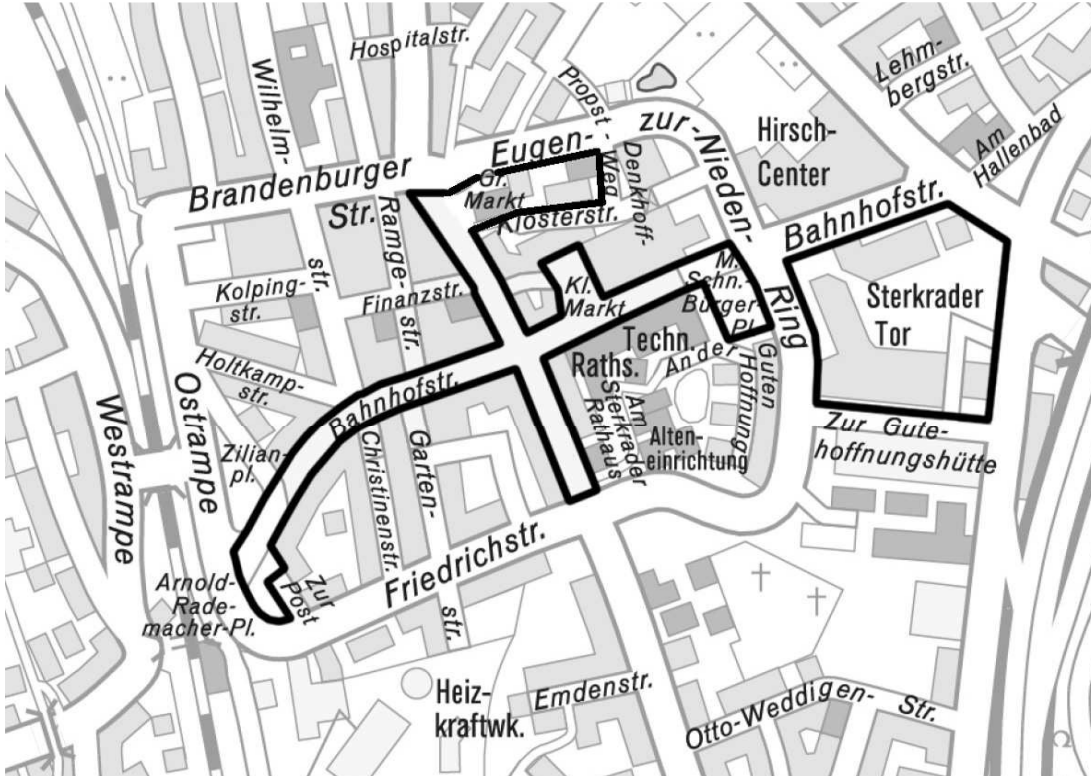 Hospitalstr.
Wilhelm-
str.
Lehm-
bergstr.
Am
Hallenbad
Propst-
Weg
Eugen-
zur-Nieden-
Ring
Hirsch-
Center
Denkhoff-
Brandenburger
Str.
Gr.
Markt
Klosterstr.
Ramge-
str.
Bahnhofstr.
Kolping-
str.
Finanzstr.
Kl.
Markt
M.-
Schn.-
Burger
Pl.
Sterkrader
Tor
Techn.
Raths.
An der
Guten
Hoffnung
Holtkamp-
str.
Bahnhofstr.
Ostrampe
Westrampe
Zilian-
pl.
Christinenstr.
Garten-
str.
Am
Sterkrader
Rathaus
Alten-
einrichtung
Zur Gute-
hoffnungshütte
Friedrichstr.
Zur
Post
Arnold-
Rade-
macher-Pl.
Heiz-
kraftwk.
Emdenstr.
Otto-Weddigen-
Str.